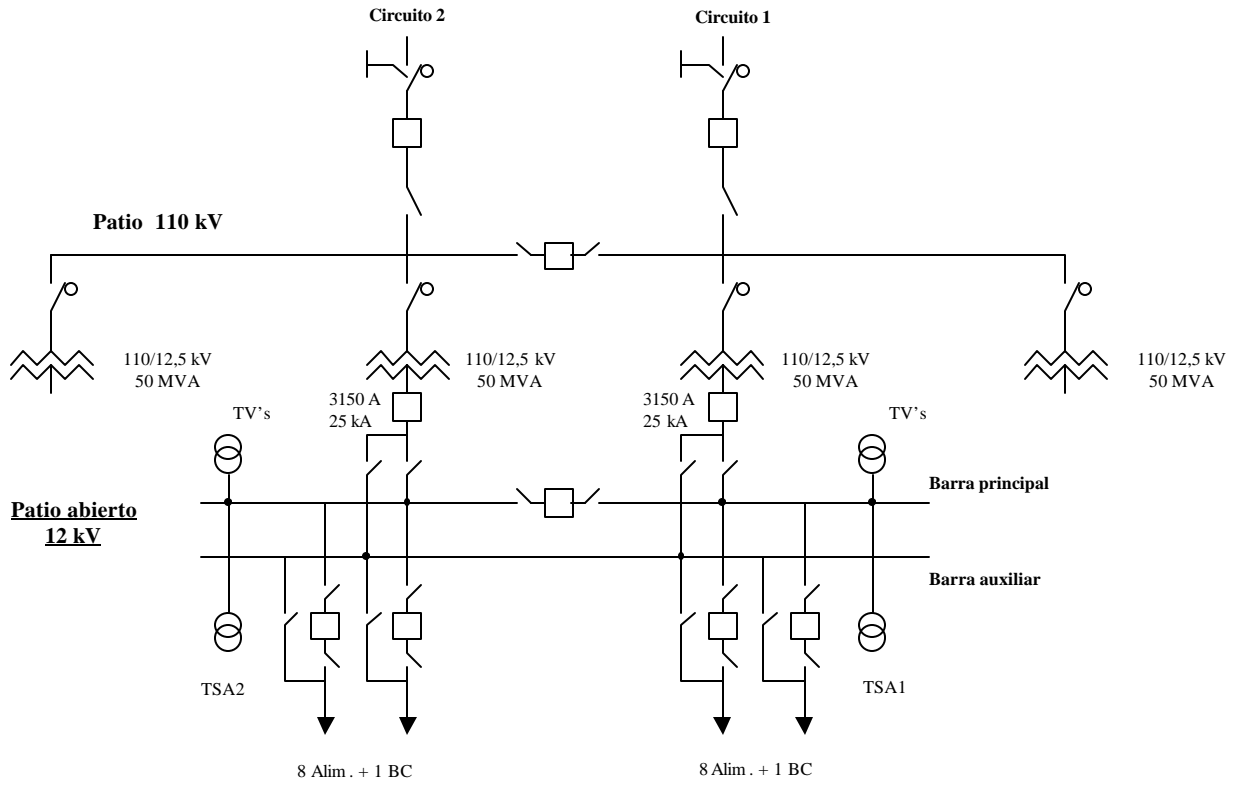 Circuito 2
Circuito 1
Patio 110 kV
110/12,5 kV
50 MVA
110/12,5 kV
50 MVA
110/12,5 kV
50 MVA
110/12,5 kV
50 MVA
3150 A
25 kA
3150 A
25 kA
TV's
TV's
Barra principal
Patio abierto
12 kV
Barra auxiliar
TSA2
TSA1
8 Alim . + 1 BC
8 Alim . + 1 BC